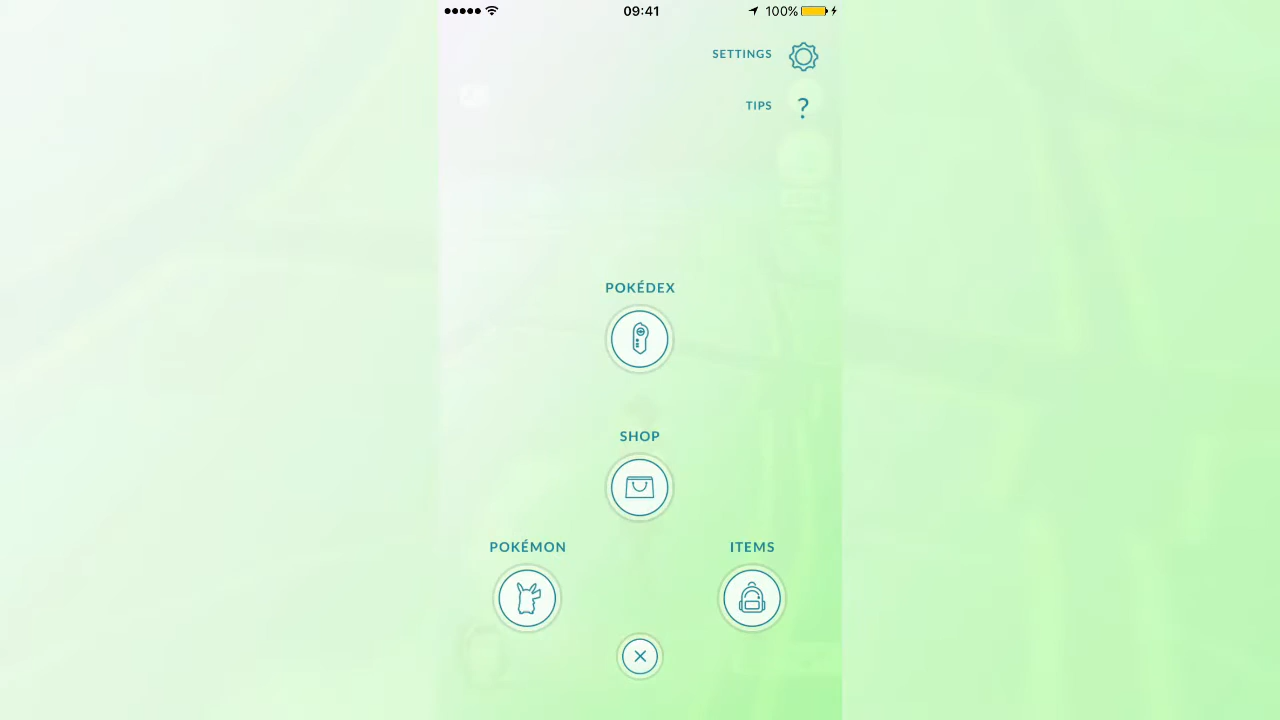 09:41
100%
SETTINGS
TIPS
?
POKÉDEX
SHOP
POKÉMON
ITEMS